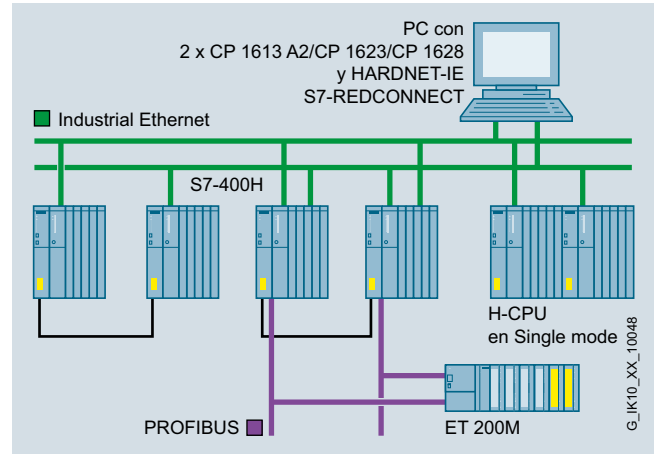 PC con
2 x CP 1613 A2/CP 1623/CP 1628
y HARDNET-IE
S7-REDCONNECT
Industrial Ethernet
S7-400H
H-CPU
en Single mode
PROFIBUS
ET 200M
G_IK10_XX_10048